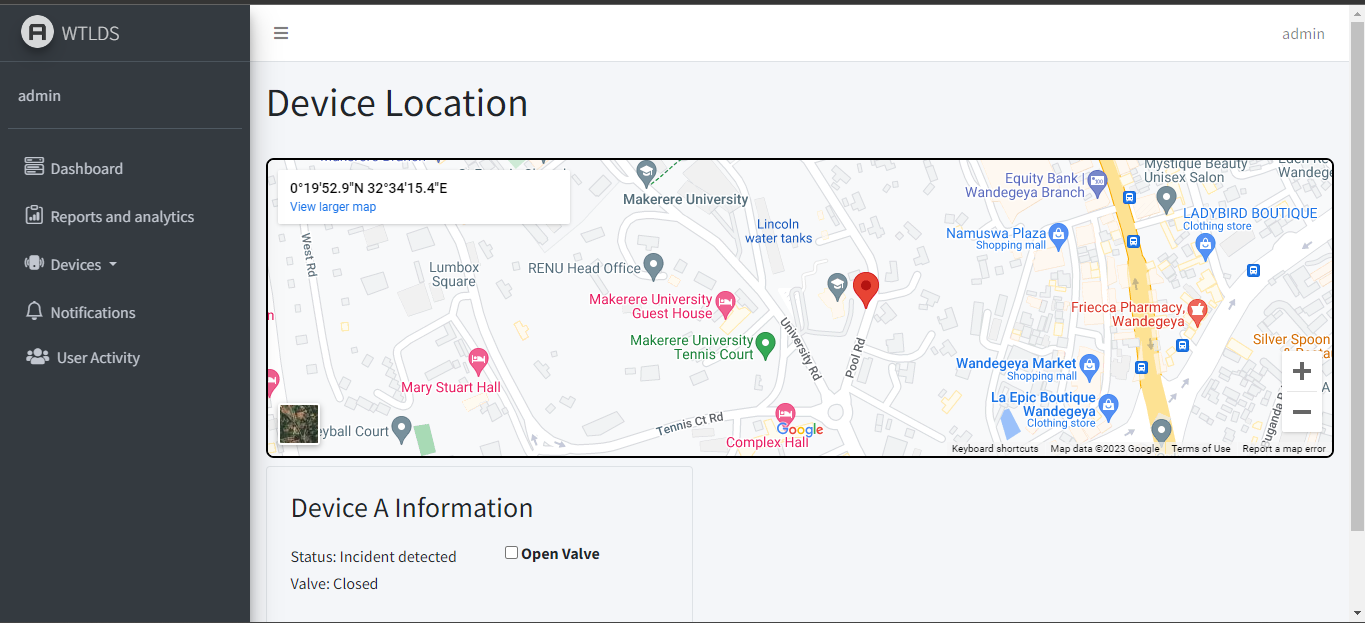 WTLDS
admin
admin
Dashboard
Reports and analytics
Devices
Notifications
User Activity
Device Location
0°19'52.9"N 32°34'15.4"E
View larger map
Makerere University
Lincoln
water tanks
Equity Bank |
Wandegeya Branch
Mystique Beauty
Unisex Salon
Wandege
LADYBIRD BOUTIQUE
Clothing store
Namuswa Plaza
Shopping mall
West Rd
Lumbox
Square
RENU Head Office
Makerere University
Guest House
Makerere University
Tennis Court
University Rd
Pool Rd
Friecca Pharmacy,
Wandegeya
Silver Spoon
Wandegeya Market
Shopping mall
La Epic Boutique
Wandegeya
Clothing store
Mary Stuart Hall
eyball Court
Tennis Ct Rd
Complex Hall
Google
Keyboard shortcuts
Map data ©2023 Google
Terms of Use
Report a map error
Device A Information
Status: Incident detected
Open Valve
Valve: Closed